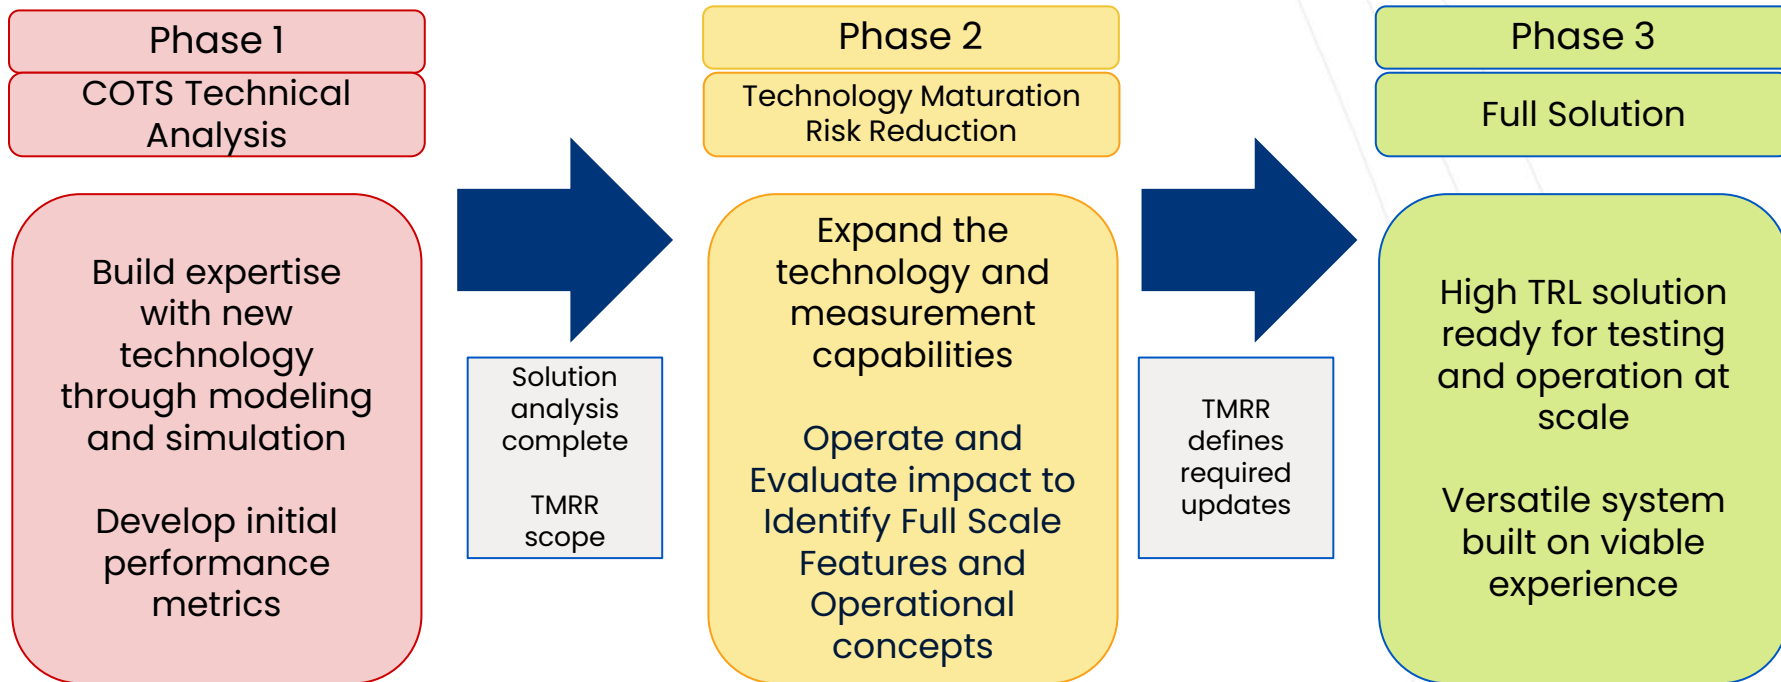 Phase 1
COTS Technical
Analysis
Build expertise
with new
technology
through modeling
and simulation
Develop initial
performance
metrics
Solution
analysis
complete
TMRR
scope
Phase 2
Technology Maturation
Risk Reduction
Expand the
technology and
measurement
capabilities
Operate and
Evaluate impact to
Identify Full Scale
Features and
Operational
concepts
TMRR
defines
required
updates
Phase 3
Full Solution
High TRL solution
ready for testing
and operation at
scale
Versatile system
built on viable
experience